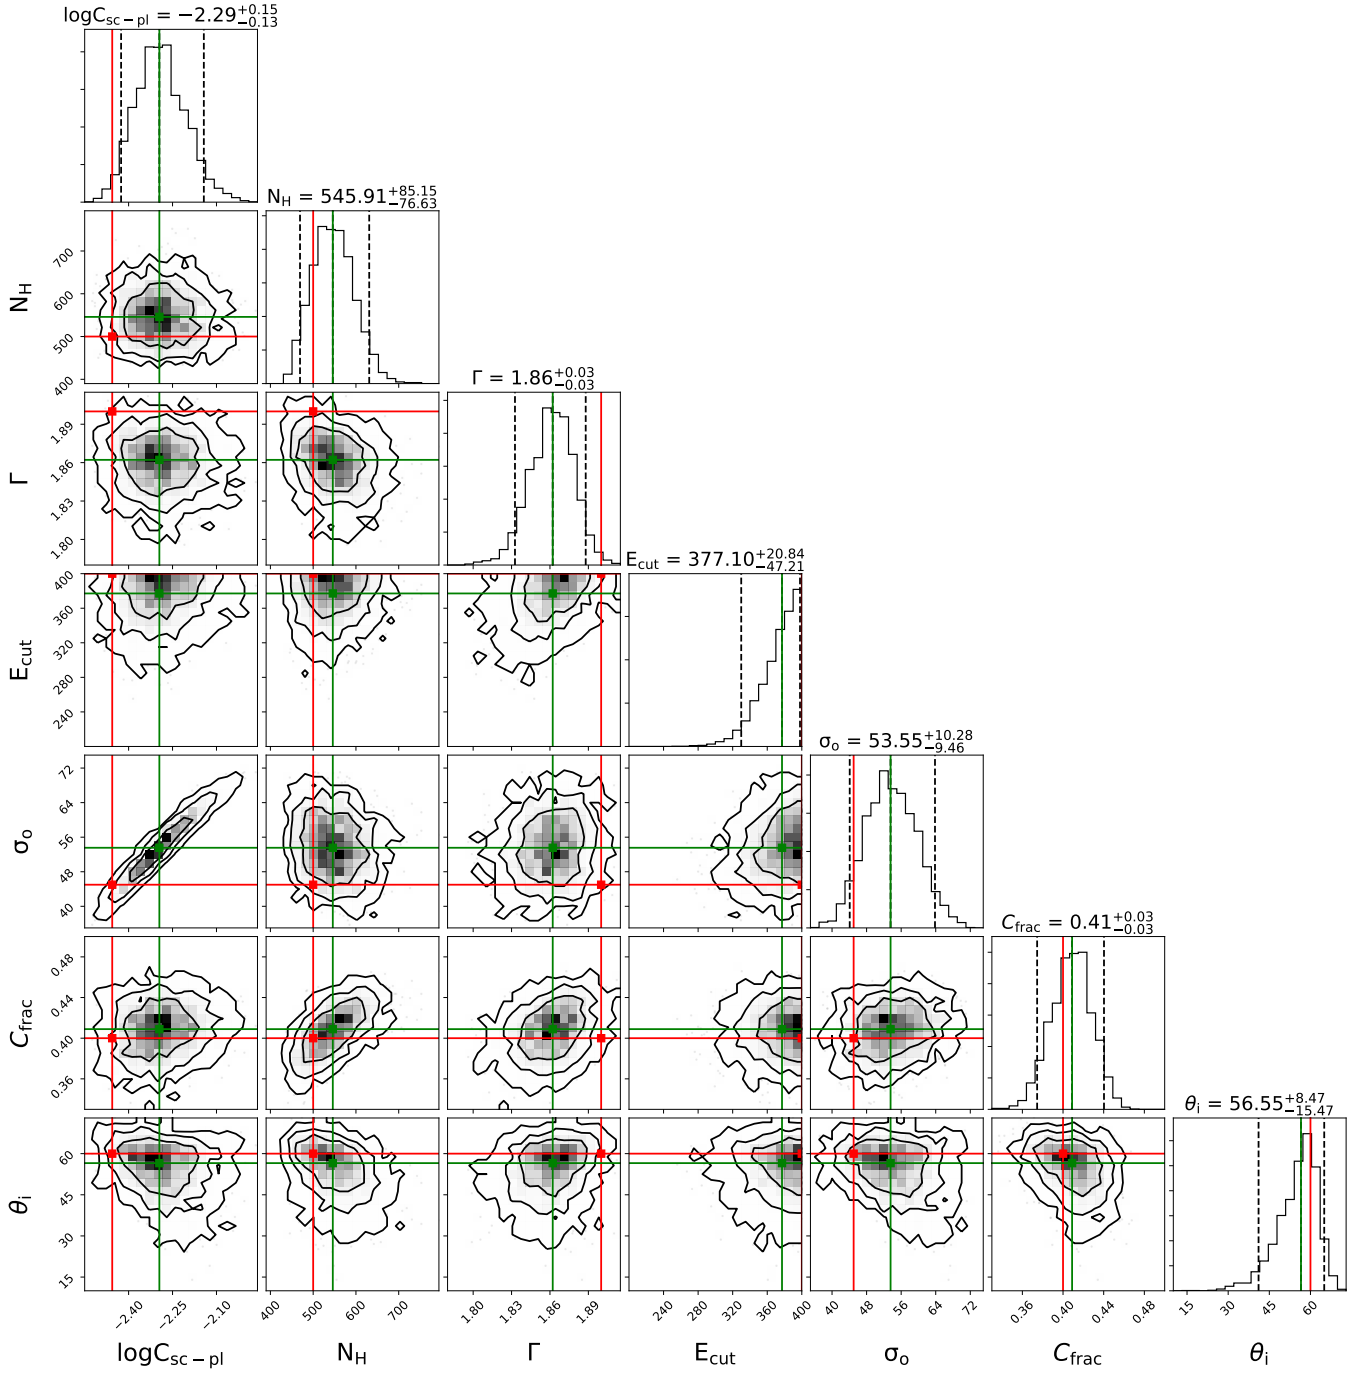 logC_sc−pl = −2.29 +0.15 −0.13
N_H = 545.91 +85.15 −76.63
Γ = 1.86 +0.03 −0.03
E_cut = 377.10 +20.84 −47.21
σ_o = 53.55 +10.28 −9.46
C_frac = 0.41 +0.03 −0.03
θ_i = 56.55 +8.47 −15.47
N_H
700
600
500
400
Γ
1.89
1.86
1.83
1.80
E_cut
400
360
320
280
240
σ_o
72
64
56
48
40
C_frac
0.48
0.44
0.40
0.36
θ_i
60
45
30
15
−2.40 −2.25 −2.10
400 500 600 700
1.80 1.83 1.86 1.89
240 280 320 360 400
40 48 56 64 72
0.36 0.40 0.44 0.48
15 30 45 60
logC_sc−pl N_H Γ E_cut σ_o C_frac θ_i